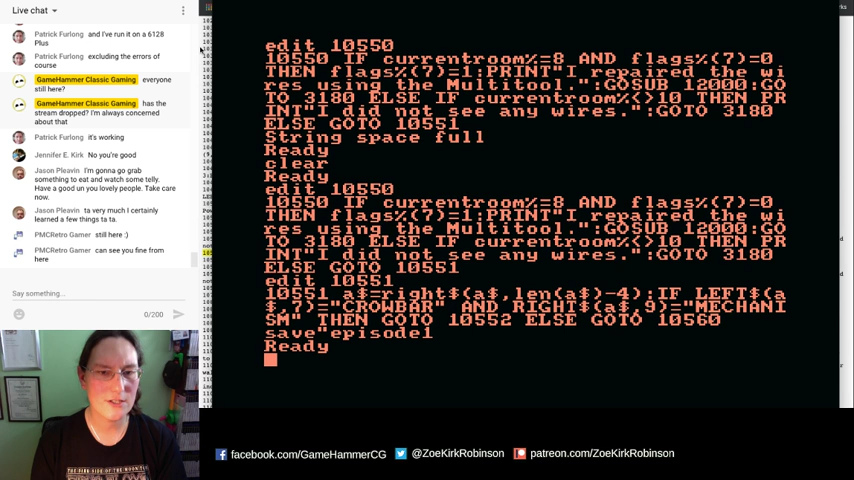 Live chat
Patrick Furlong and I've run it on a 6128
Plus
Patrick Furlong excluding the errors of
course
GameHammer Classic Gaming everyone
still here?
GameHammer Classic Gaming has the
stream dropped? I'm always concerned
about that
Patrick Furlong it's working
Jennifer E. Kirk No you're good
Jason Pleavin I'm gonna go grab
something to eat and watch some telly.
Have a good un you lovely people. Take care
now.
Jason Pleavin ta very much I certainly
learned a few things ta ta.
PMCRetro Gamer still here :)
PMCRetro Gamer can see you fine from
here
Say something...
0/200
edit 10550
10550 IF currentroom%=8 AND flags%(7)=0
THEN flags%(7)=1:PRINT"I repaired the wi
res using the Multitool.":GOSUB 12000:GO
TO 3180 ELSE IF currentroom%<>10 THEN PR
INT"I did not see any wires.":GOTO 3180
ELSE GOTO 10551
String space full
Ready
clear
Ready
edit 10550
10550 IF currentroom%=8 AND flags%(7)=0
THEN flags%(7)=1:PRINT"I repaired the wi
res using the Multitool.":GOSUB 12000:GO
TO 3180 ELSE IF currentroom%<>10 THEN PR
INT"I did not see any wires.":GOTO 3180
ELSE GOTO 10551
edit 10551
10551 a$=right$(a$,len(a$)-4):IF LEFT$(a
$,7)="CROWBAR" AND RIGHT$(a$,9)="MECHANI
SM" THEN GOTO 10552 ELSE GOTO 10560
save"episode1
Ready
facebook.com/GameHammerCG
@ZoeKirkRobinson
patreon.com/ZoeKirkRobinson